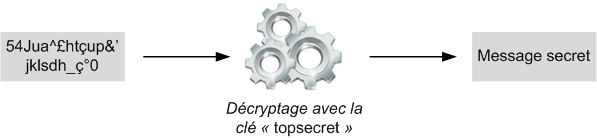 54Jua^£htçup&’
jklsdh_ç°0
Décryptage avec la
clé « topsecret »
Message secret